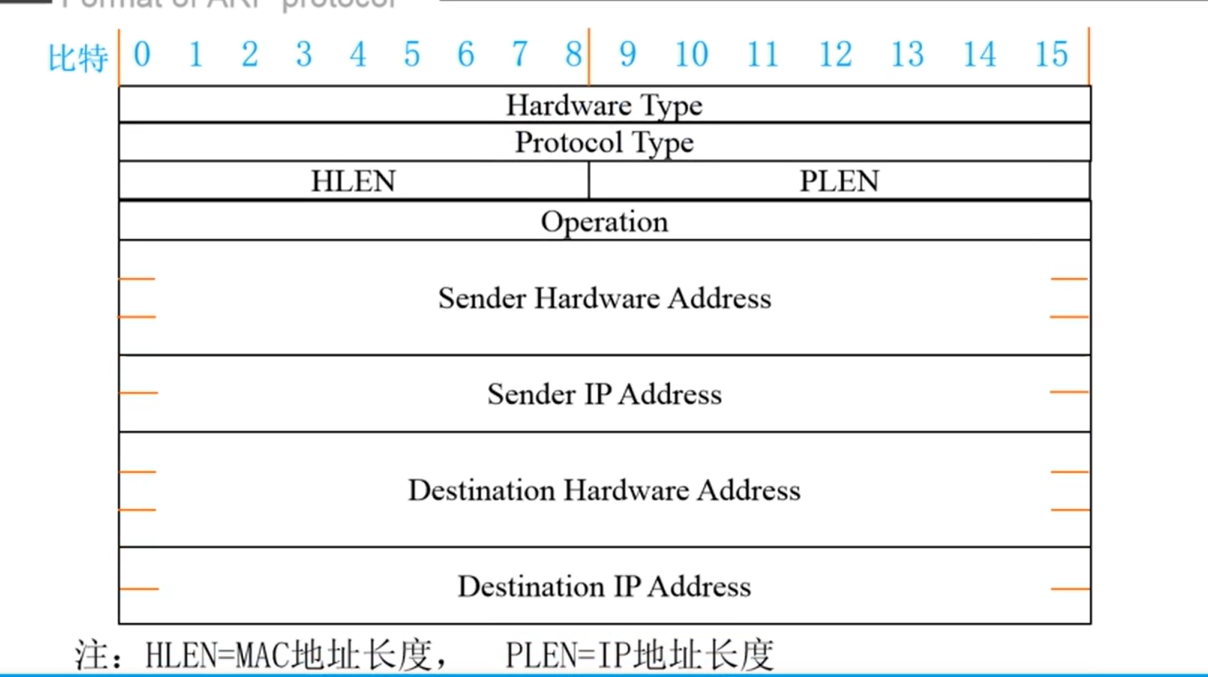 Format of ARP protocol
比特 0 1 2 3 4 5 6 7 8 9 10 11 12 13 14 15
Hardware Type
Protocol Type
HLEN PLEN
Operation
Sender Hardware Address
Sender IP Address
Destination Hardware Address
Destination IP Address
注：HLEN=MAC地址长度， PLEN=IP地址长度